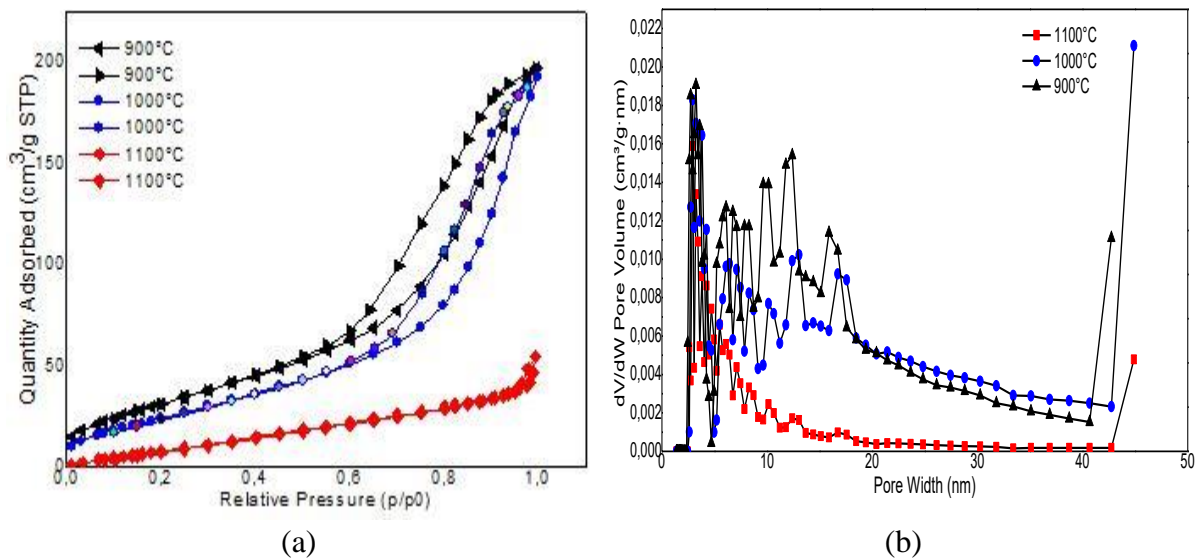 Quantity Adsorbed (cm³/g STP)
200
150
100
50
0
900°C
900°C
1000°C
1000°C
1100°C
1100°C
0,0 0,2 0,4 0,6 0,8 1,0
Relative Pressure (p/p0)
(a)
dV/dW Pore Volume (cm³/g·nm)
0,023
0,022
0,020
0,018
0,016
0,014
0,012
0,010
0,008
0,006
0,004
0,002
0,000
1100°C
1000°C
900°C
0 10 20 30 40 50
Pore Width (nm)
(b)